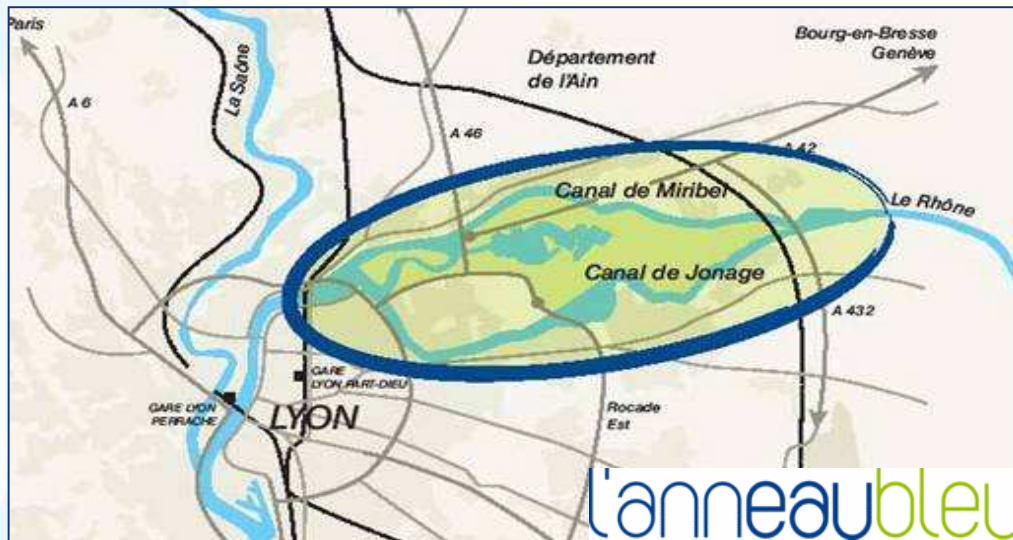 Paris
A 6
La Saône
A 46
Département
de l'Ain
Bourg-en-Bresse
Genève
A 42
Canal de Miribel
Le Rhône
Canal de Jonage
A 432
GARE
LYON PART-DIEU
GARE LYON
PERRACHE
LYON
Rocade
Est
l'anneaubleu